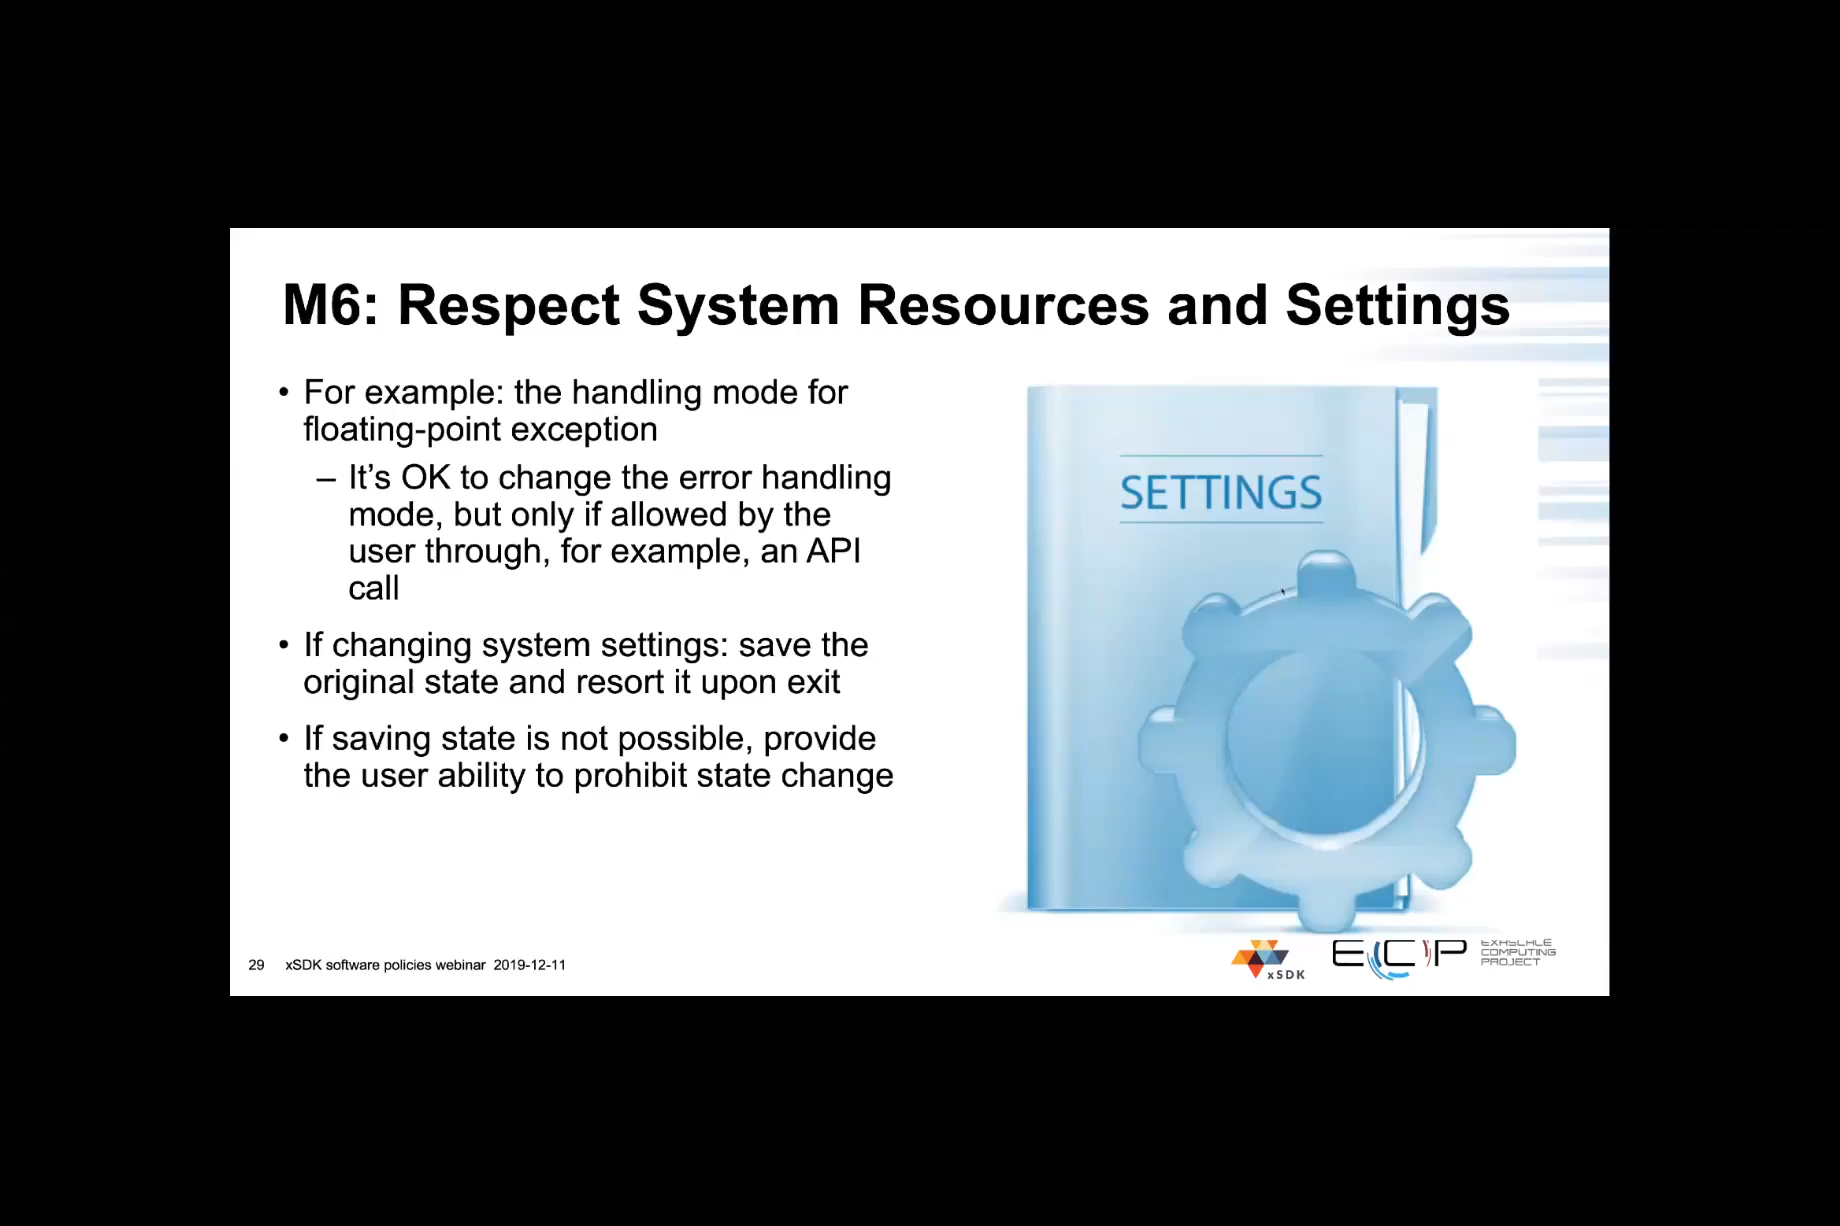 M6: Respect System Resources and Settings
• For example: the handling mode for
floating-point exception
– It's OK to change the error handling
mode, but only if allowed by the
user through, for example, an API
call
• If changing system settings: save the
original state and resort it upon exit
• If saving state is not possible, provide
the user ability to prohibit state change
SETTINGS
29 xSDK software policies webinar 2019-12-11
xSDK
ECP
EXASCALE
COMPUTING
PROJECT